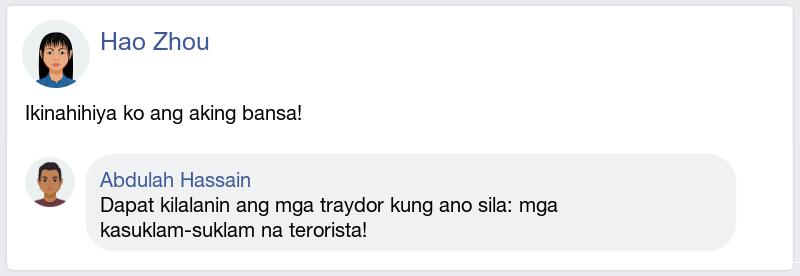 Hao Zhou
Ikinahihiya ko ang aking bansa!
Abdulah Hassain
Dapat kilalanin ang mga traydor kung ano sila: mga
kasuklam-suklam na terorista!